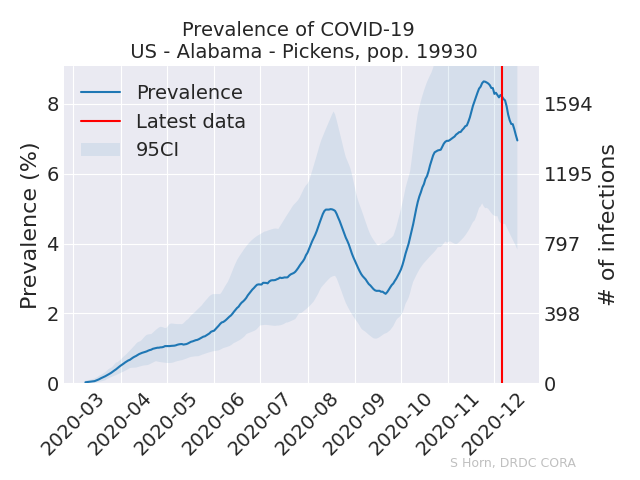 Prevalence of COVID-19
US - Alabama - Pickens, pop. 19930
Prevalence
Latest data
95CI
Prevalence (%)
8
6
4
2
0
1594
1195
797
398
0
# of infections
2020-03
2020-04
2020-05
2020-06
2020-07
2020-08
2020-09
2020-10
2020-11
2020-12
S Horn, DRDC CORA